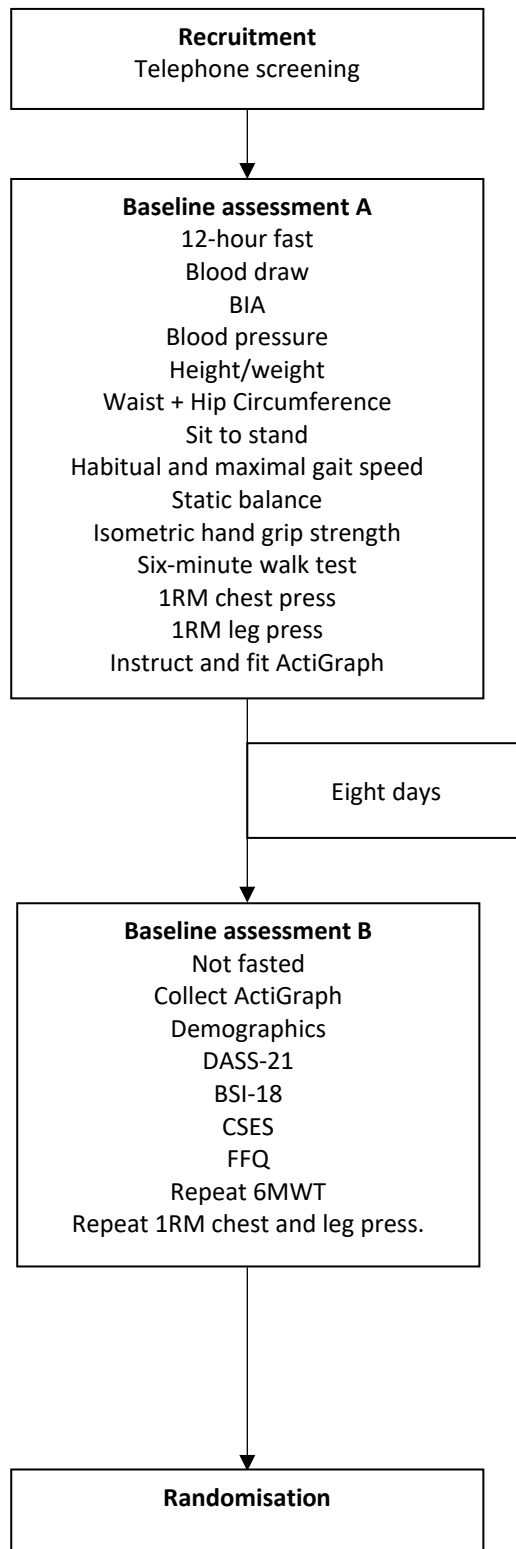 Recruitment
Telephone screening
Baseline assessment A
12-hour fast
Blood draw
BIA
Blood pressure
Height/weight
Waist + Hip Circumference
Sit to stand
Habitual and maximal gait speed
Static balance
Isometric hand grip strength
Six-minute walk test
1RM chest press
1RM leg press
Instruct and fit ActiGraph
Eight days
Baseline assessment B
Not fasted
Collect ActiGraph
Demographics
DASS-21
BSI-18
CSES
FFQ
Repeat 6MWT
Repeat 1RM chest and leg press.
Randomisation